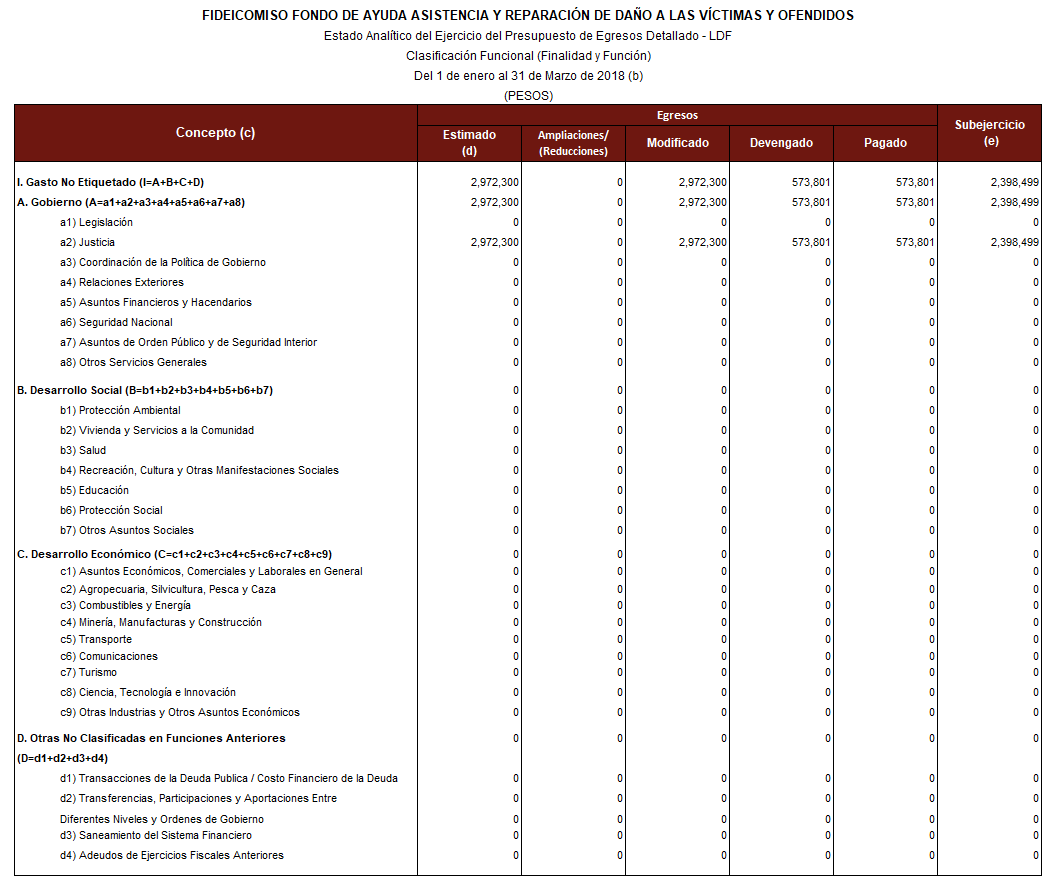 FIDEICOMISO FONDO DE AYUDA ASISTENCIA Y REPARACIÓN DE DAÑO A LAS VÍCTIMAS Y OFENDIDOS
Estado Analítico del Ejercicio del Presupuesto de Egresos Detallado - LDF
Clasificación Funcional (Finalidad y Función)
Del 1 de enero al 31 de Marzo de 2018 (b)
(PESOS)
Concepto (c) Egresos Subejercicio (e)
Estimado (d) Ampliaciones/ (Reducciones) Modificado Devengado Pagado
I. Gasto No Etiquetado (I=A+B+C+D) 2,972,300 0 2,972,300 573,801 573,801 2,398,499
A. Gobierno (A=a1+a2+a3+a4+a5+a6+a7+a8) 2,972,300 0 2,972,300 573,801 573,801 2,398,499
a1) Legislación 0 0 0 0 0 0
a2) Justicia 2,972,300 0 2,972,300 573,801 573,801 2,398,499
a3) Coordinación de la Política de Gobierno 0 0 0 0 0 0
a4) Relaciones Exteriores 0 0 0 0 0 0
a5) Asuntos Financieros y Hacendarios 0 0 0 0 0 0
a6) Seguridad Nacional 0 0 0 0 0 0
a7) Asuntos de Orden Público y de Seguridad Interior 0 0 0 0 0 0
a8) Otros Servicios Generales 0 0 0 0 0 0
B. Desarrollo Social (B=b1+b2+b3+b4+b5+b6+b7) 0 0 0 0 0 0
b1) Protección Ambiental 0 0 0 0 0 0
b2) Vivienda y Servicios a la Comunidad 0 0 0 0 0 0
b3) Salud 0 0 0 0 0 0
b4) Recreación, Cultura y Otras Manifestaciones Sociales 0 0 0 0 0 0
b5) Educación 0 0 0 0 0 0
b6) Protección Social 0 0 0 0 0 0
b7) Otros Asuntos Sociales 0 0 0 0 0 0
C. Desarrollo Económico (C=c1+c2+c3+c4+c5+c6+c7+c8+c9) 0 0 0 0 0 0
c1) Asuntos Económicos, Comerciales y Laborales en General 0 0 0 0 0 0
c2) Agropecuaria, Silvicultura, Pesca y Caza 0 0 0 0 0 0
c3) Combustibles y Energía 0 0 0 0 0 0
c4) Minería, Manufacturas y Construcción 0 0 0 0 0 0
c5) Transporte 0 0 0 0 0 0
c6) Comunicaciones 0 0 0 0 0 0
c7) Turismo 0 0 0 0 0 0
c8) Ciencia, Tecnología e Innovación 0 0 0 0 0 0
c9) Otras Industrias y Otros Asuntos Económicos 0 0 0 0 0 0
D. Otras No Clasificadas en Funciones Anteriores 0 0 0 0 0 0
(D=d1+d2+d3+d4)
d1) Transacciones de la Deuda Publica / Costo Financiero de la Deuda 0 0 0 0 0 0
d2) Transferencias, Participaciones y Aportaciones Entre 0 0 0 0 0 0
Diferentes Niveles y Ordenes de Gobierno 0 0 0 0 0 0
d3) Saneamiento del Sistema Financiero 0 0 0 0 0 0
d4) Adeudos de Ejercicios Fiscales Anteriores 0 0 0 0 0 0